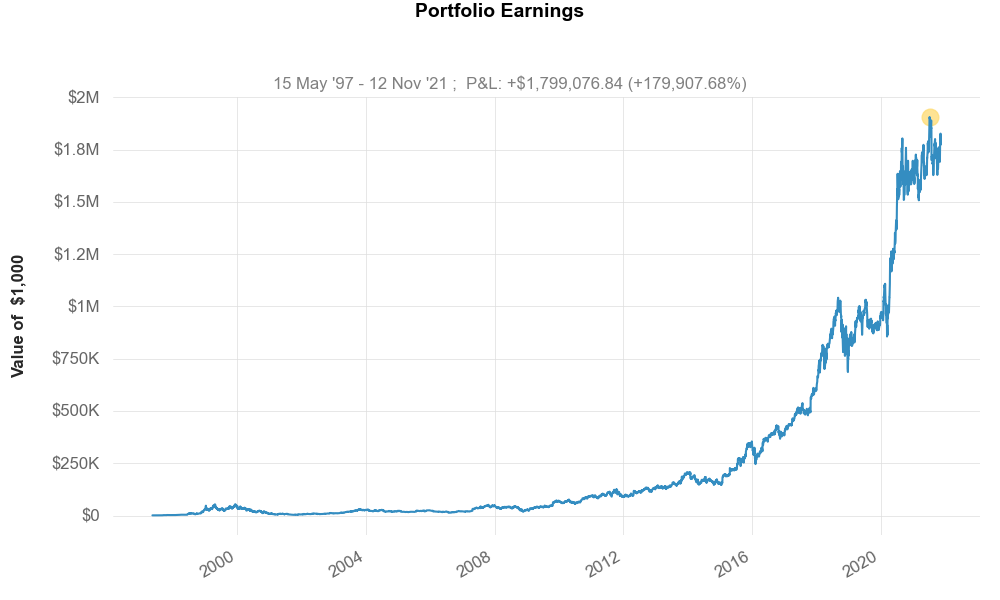 Portfolio Earnings
15 May '97 - 12 Nov '21 ;  P&L: +$1,799,076.84 (+179,907.68%)
$2M
$1.8M
$1.5M
$1.2M
$1M
$750K
$500K
$250K
$0
Value of  $1,000
2000
2004
2008
2012
2016
2020